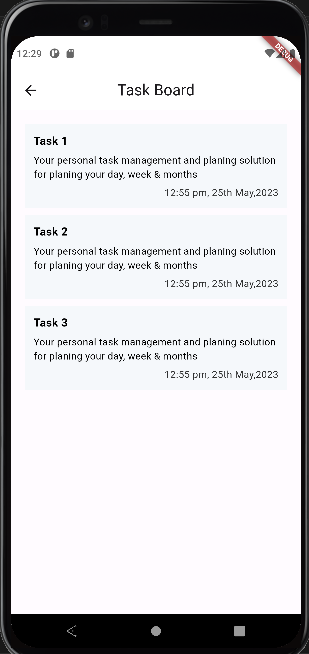 12:29
DEBUG
Task Board
Task 1
Your personal task management and planing solution
for planing your day, week & months
12:55 pm, 25th May,2023
Task 2
Your personal task management and planing solution
for planing your day, week & months
12:55 pm, 25th May,2023
Task 3
Your personal task management and planing solution
for planing your day, week & months
12:55 pm, 25th May,2023